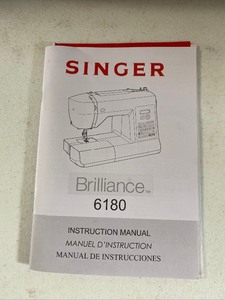 SINGER
Brilliance
6180
INSTRUCTION MANUAL
MANUEL D'INSTRUCTION
MANUAL DE INSTRUCCIONES